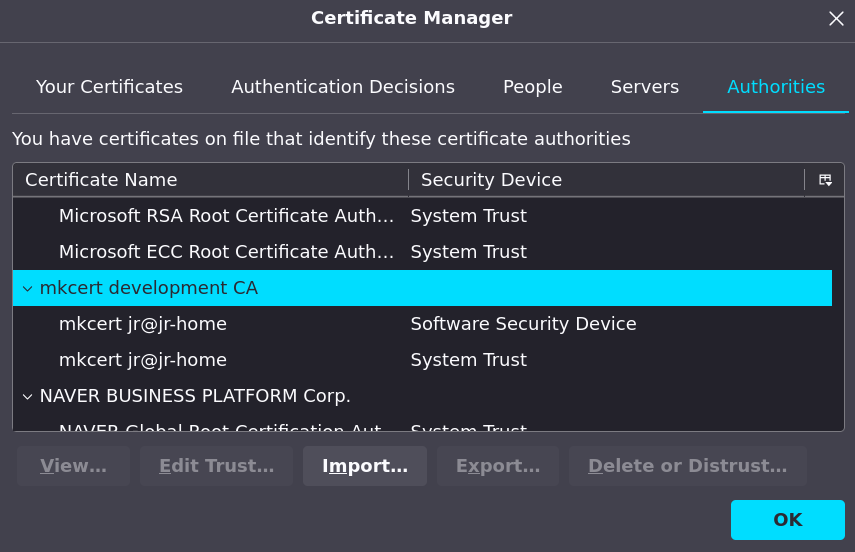 Certificate Manager
Your Certificates Authentication Decisions People Servers Authorities
You have certificates on file that identify these certificate authorities
Certificate Name Security Device
Microsoft RSA Root Certificate Auth… System Trust
Microsoft ECC Root Certificate Auth… System Trust
mkcert development CA
mkcert jr@jr-home Software Security Device
mkcert jr@jr-home System Trust
NAVER BUSINESS PLATFORM Corp.
NAVER Global Root Certification Aut… System Trust
View… Edit Trust… Import… Export… Delete or Distrust…
OK